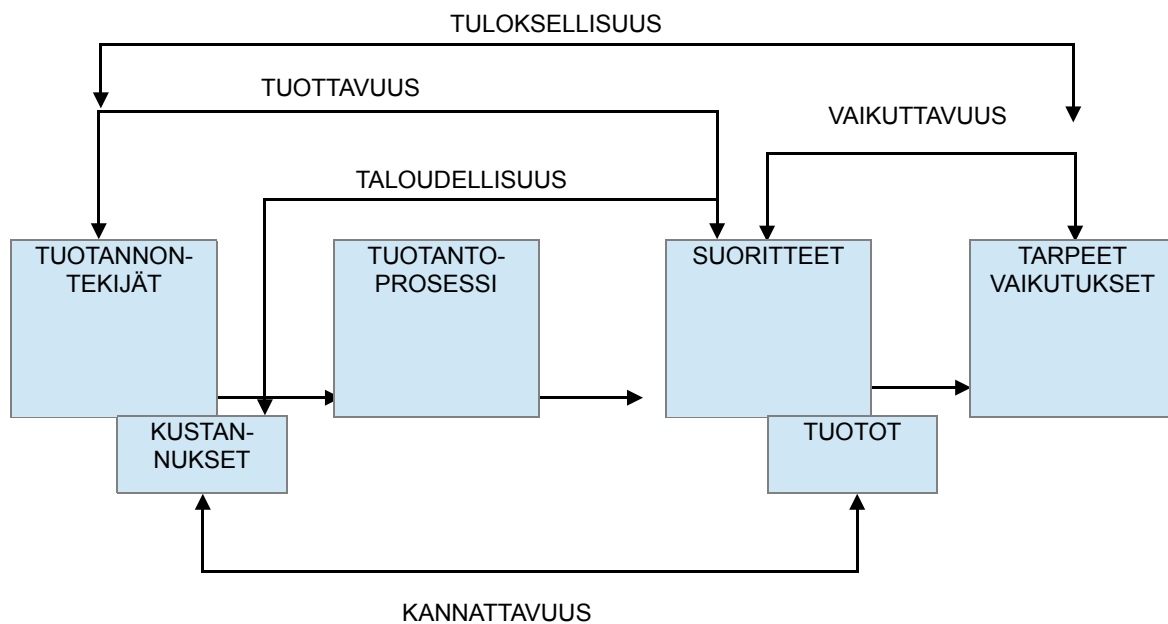 TULOKSELLISUUS
TUOTTAVUUS
VAIKUTTAVUUS
TALOUDELLISUUS
TUOTANNON-
TEKIJÄT
TUOTANTO-
PROSESSI
SUORITTEET
TARPEET
VAIKUTUKSET
KUSTAN-
NUKSET
TUOTOT
KANNATTAVUUS